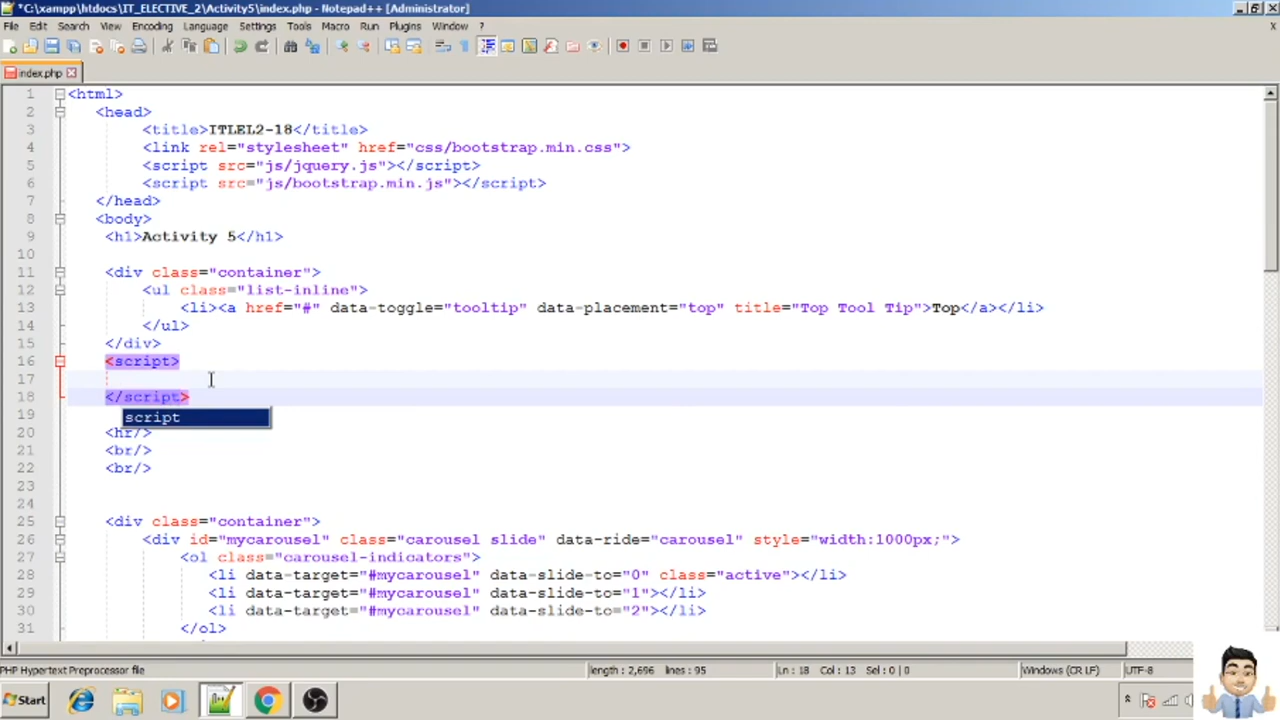 *C:\xampp\htdocs\IT_ELECTIVE_2\Activity5\index.php - Notepad++ [Administrator]
File Edit Search View Encoding Language Settings Tools Macro Run Plugins Window ? X
index.php
1 <html>
2 <head>
3 <title>ITLEL2-18</title>
4 <link rel="stylesheet" href="css/bootstrap.min.css">
5 <script src="js/jquery.js"></script>
6 <script src="js/bootstrap.min.js"></script>
7 </head>
8 <body>
9 <h1>Activity 5</h1>
10
11 <div class="container">
12 <ul class="list-inline">
13 <li><a href="#" data-toggle="tooltip" data-placement="top" title="Top Tool Tip">Top</a></li>
14 </ul>
15 </div>
16 <script>
17
18 </script>
19 script
20 <hr/>
21 <br/>
22 <br/>
23
24
25 <div class="container">
26 <div id="mycarousel" class="carousel slide" data-ride="carousel" style="width:1000px;">
27 <ol class="carousel-indicators">
28 <li data-target="#mycarousel" data-slide-to="0" class="active"></li>
29 <li data-target="#mycarousel" data-slide-to="1"></li>
30 <li data-target="#mycarousel" data-slide-to="2"></li>
31 </ol>
PHP Hypertext Preprocessor file length : 2,696 lines : 95 Ln : 18 Col : 13 Sel : 0 | 0 Windows (CR LF) UTF-8
Start